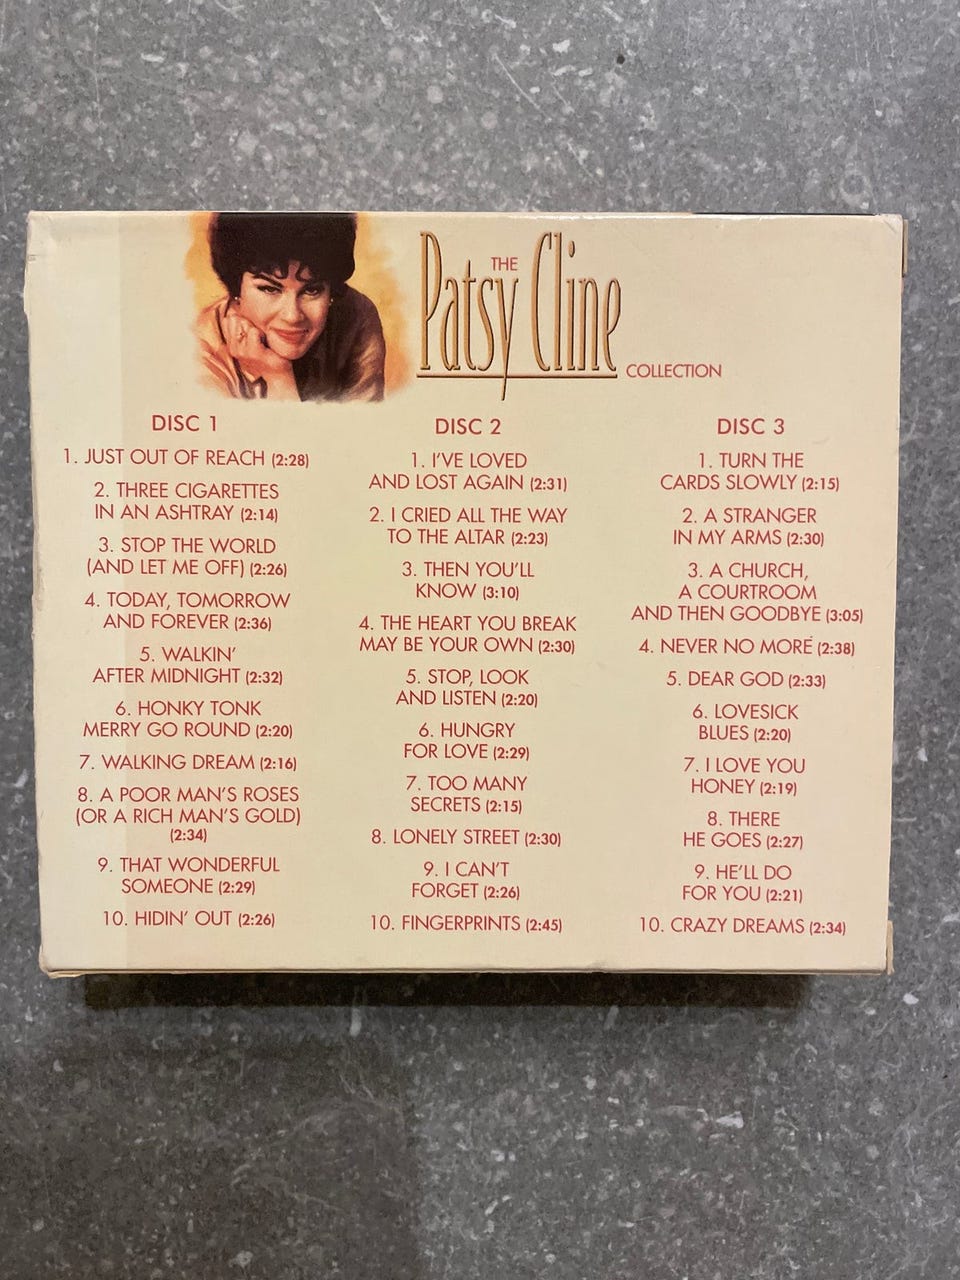 THE
Patsy Cline
COLLECTION
DISC 1
1. JUST OUT OF REACH (2:28)
2. THREE CIGARETTES
IN AN ASHTRAY (2:14)
3. STOP THE WORLD
(AND LET ME OFF) (2:26)
4. TODAY, TOMORROW
AND FOREVER (2:36)
5. WALKIN'
AFTER MIDNIGHT (2:32)
6. HONKY TONK
MERRY GO ROUND (2:20)
7. WALKING DREAM (2:16)
8. A POOR MAN'S ROSES
(OR A RICH MAN'S GOLD)
(2:34)
9. THAT WONDERFUL
SOMEONE (2:29)
10. HIDIN' OUT (2:26)
DISC 2
1. I'VE LOVED
AND LOST AGAIN (2:31)
2. I CRIED ALL THE WAY
TO THE ALTAR (2:23)
3. THEN YOU'LL
KNOW (3:10)
4. THE HEART YOU BREAK
MAY BE YOUR OWN (2:30)
5. STOP, LOOK
AND LISTEN (2:20)
6. HUNGRY
FOR LOVE (2:29)
7. TOO MANY
SECRETS (2:15)
8. LONELY STREET (2:30)
9. I CAN'T
FORGET (2:26)
10. FINGERPRINTS (2:45)
DISC 3
1. TURN THE
CARDS SLOWLY (2:15)
2. A STRANGER
IN MY ARMS (2:30)
3. A CHURCH,
A COURTROOM
AND THEN GOODBYE (3:05)
4. NEVER NO MORE (2:38)
5. DEAR GOD (2:33)
6. LOVESICK
BLUES (2:20)
7. I LOVE YOU
HONEY (2:19)
8. THERE
HE GOES (2:27)
9. HE'LL DO
FOR YOU (2:21)
10. CRAZY DREAMS (2:34)